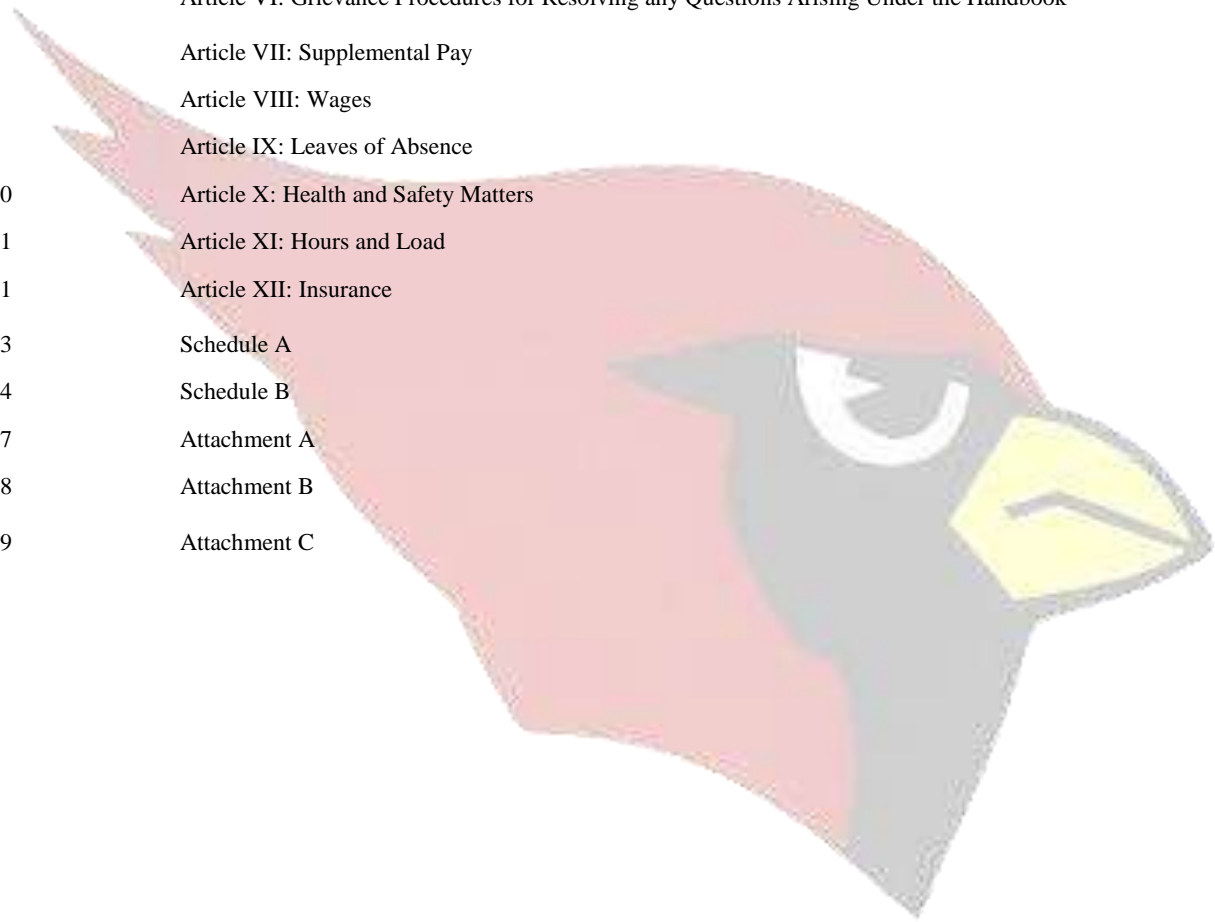 Article VI: Grievance Procedures for Resolving any Questions Arising Under the Handbook
Article VII: Supplemental Pay
Article VIII: Wages
Article IX: Leaves of Absence
0 Article X: Health and Safety Matters
1 Article XI: Hours and Load
1 Article XII: Insurance
3 Schedule A
4 Schedule B
7 Attachment A
8 Attachment B
9 Attachment C